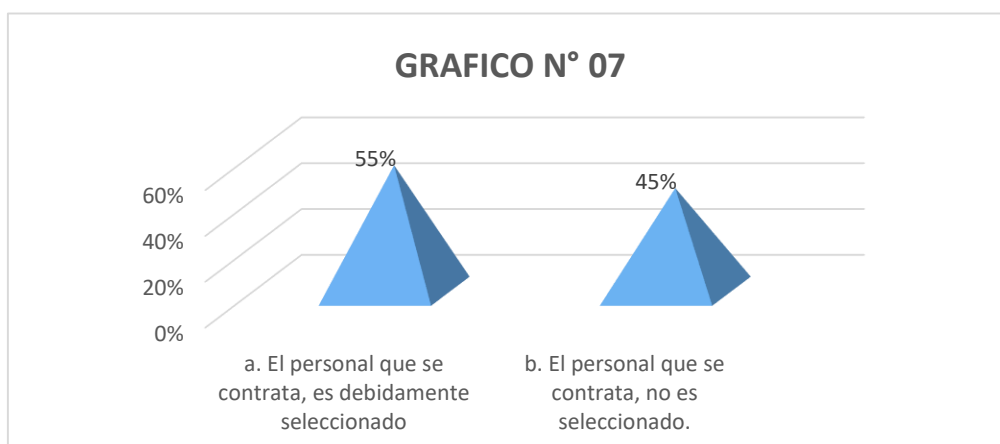 GRAFICO N° 07
55%
45%
60%
40%
20%
0%
a. El personal que se
contrata, es debidamente
seleccionado
b. El personal que se
contrata, no es
seleccionado.